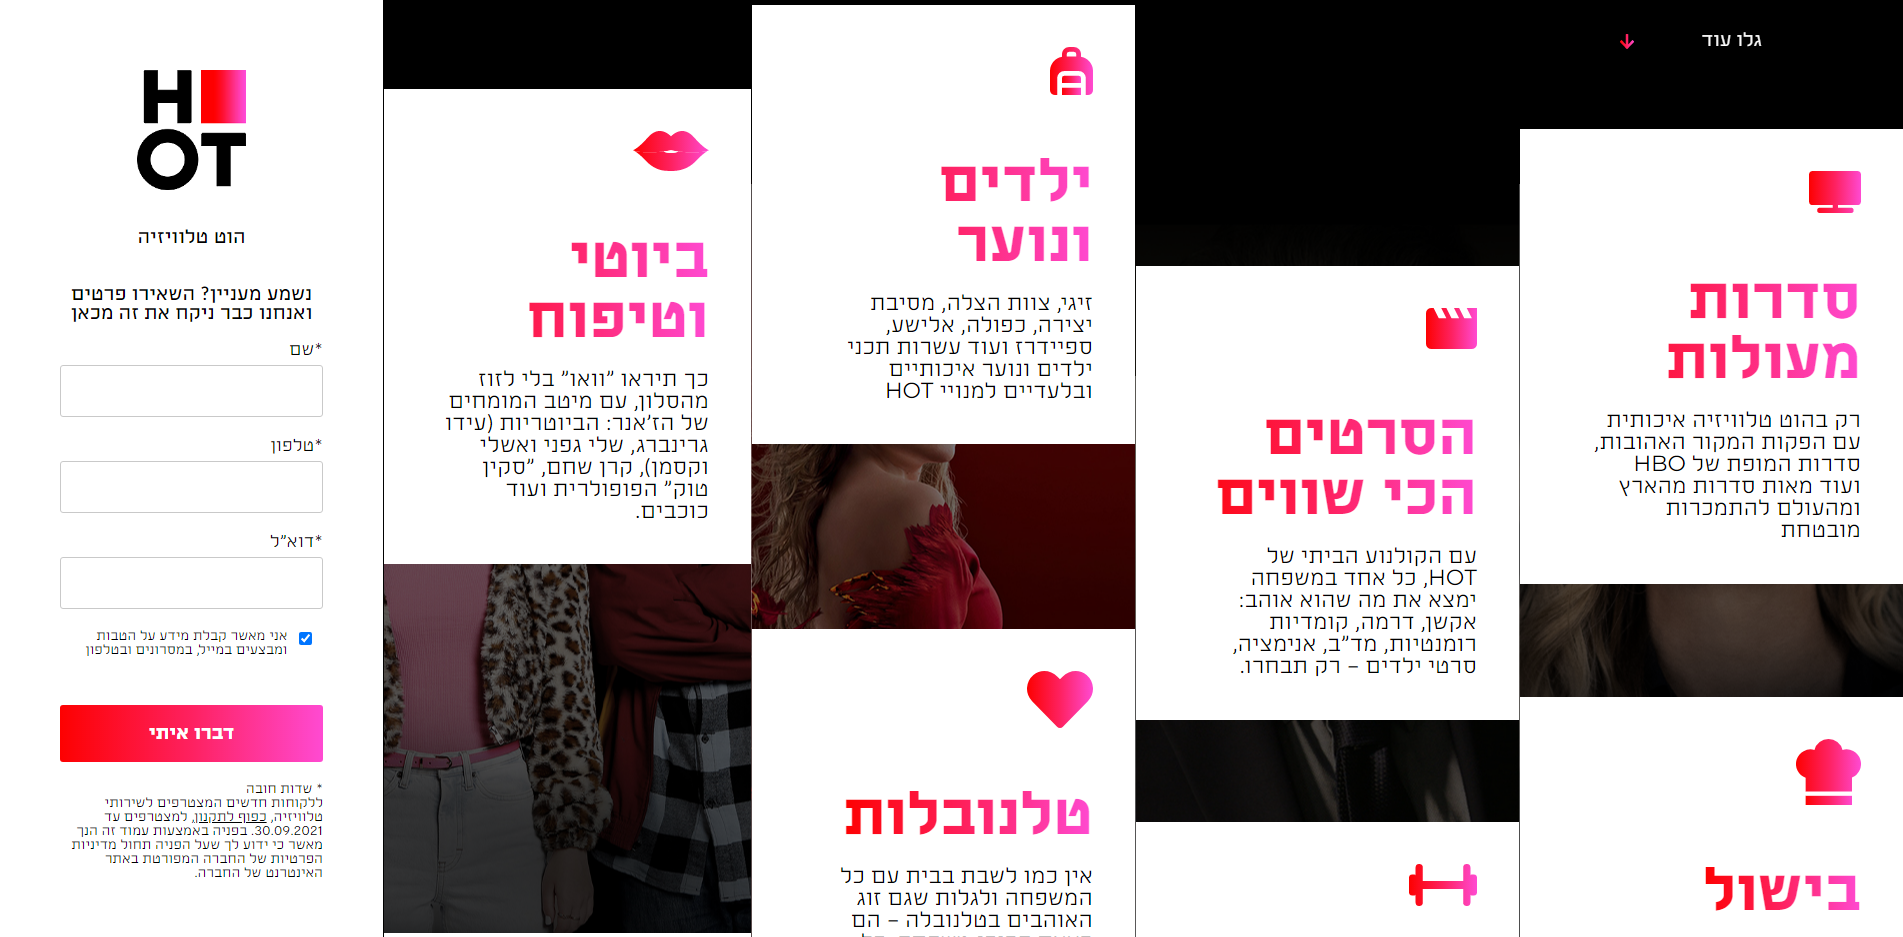 גלו עוד
סדרות
מעולות
רק בהוט טלוויזיה איכותית
עם הפקות המקור האהובות,
סדרות המופת של HBO
ועוד מאות סדרות מהארץ
ומהעולם להתמכרות
מובטחת
בישול
הסרטים
הכי שווים
עם הקולנוע הביתי של
HOT, כל אחד במשפחה
ימצא את מה שהוא אוהב:
אקשן, דרמה, קומדיות
רומנטיות, מד"ב, אנימציה,
סרטי ילדים – רק תבחרו.
ילדים
ונוער
זיגי, צוות הצלה, מסיבת
יצירה, כפולה, אלישע,
ספיידרז ועוד עשרות תכני
ילדים ונוער איכותיים
ובלעדיים למנויי HOT
טלנובלות
אין כמו לשבת בבית עם כל
המשפחה ולגלות שגם זוג
האוהבים בטלנובלה – הם
ביוטי
וטיפוח
כך תיראו "וואו" בלי לזוז
מהסלון, עם מיטב המומחים
של הז'אנר: הביוטריות (עידו
גרינברג, שלי גפני ואשלי
וקסמן), קרן שחם, "סקין
טוק" הפופולרית ועוד
כוכבים.
H
OT
הוט טלוויזיה
נשמע מעניין? השאירו פרטים
ואנחנו כבר ניקח את זה מכאן
*שם
*טלפון
*דוא"ל
אני מאשר קבלת מידע על הטבות
ומבצעים במייל, במסרונים ובטלפון
דברו איתי
* שדות חובה
ללקוחות חדשים המצטרפים לשירותי
טלוויזיה, כפוף לתקנון, למצטרפים עד
30.09.2021. בפניה באמצעות עמוד זה הנך
מאשר כי ידוע לך שעל הפניה תחול מדיניות
הפרטיות של החברה המפורטת באתר
האינטרנט של החברה.